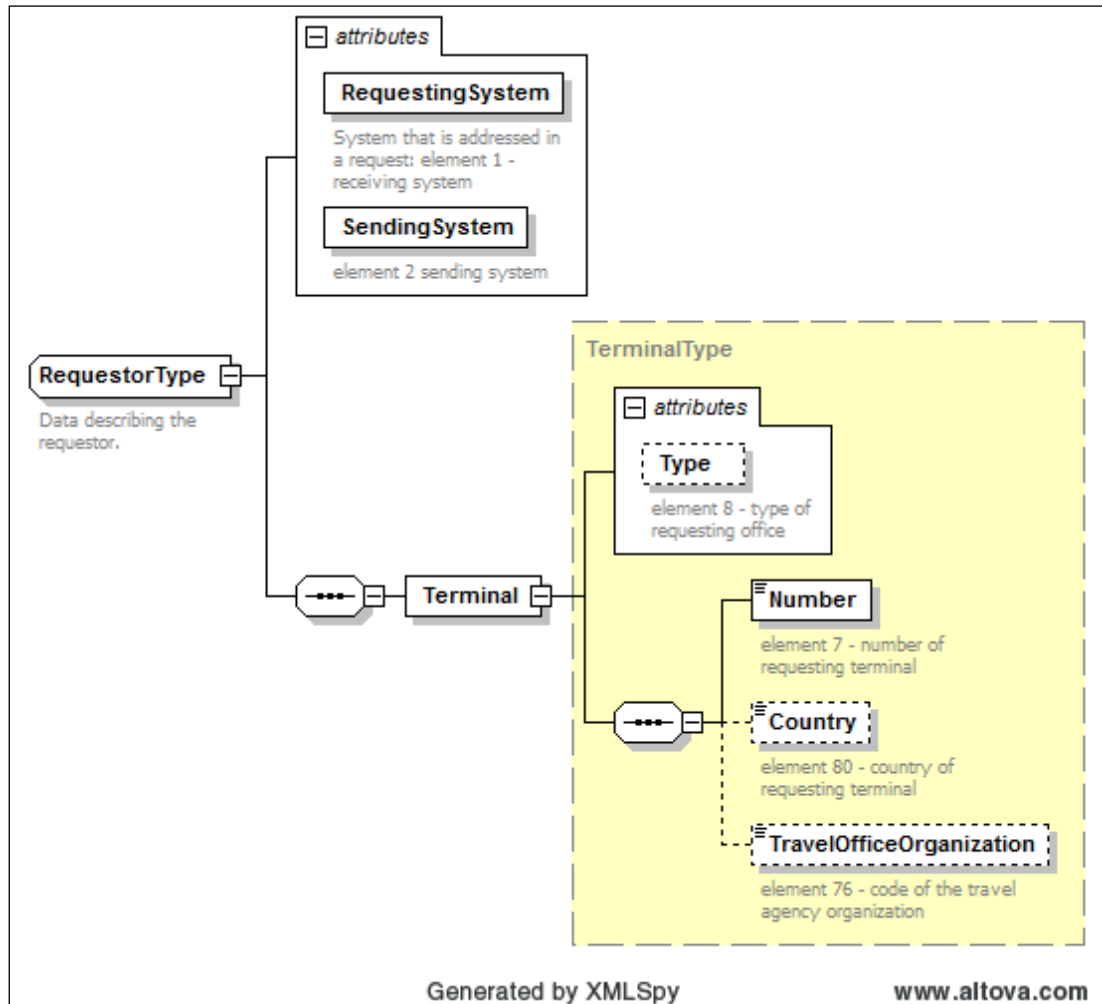 attributes
RequestingSystem
System that is addressed in
a request: element 1 -
receiving system
SendingSystem
element 2 sending system
RequestorType
Data describing the
requestor.
TerminalType
attributes
Type
element 8 - type of
requesting office
Terminal
Number
element 7 - number of
requesting terminal
Country
element 80 - country of
requesting terminal
TravelOfficeOrganization
element 76 - code of the travel
agency organization
Generated by XMLSpy
www.altova.com